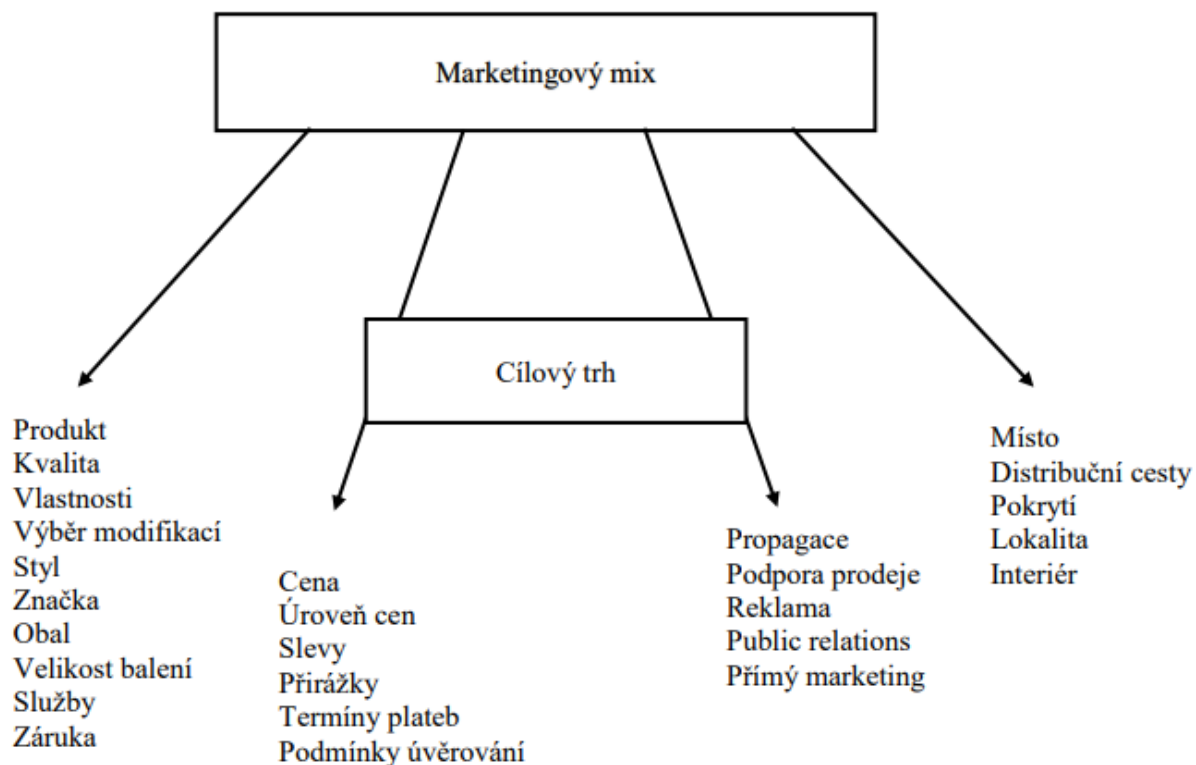 Marketingový mix
Cílový trh
Produkt
Kvalita
Vlastnosti
Výběr modifikací
Styl
Značka
Obal
Velikost balení
Služby
Záruka
Cena
Úroveň cen
Slevy
Přirážky
Termíny plateb
Podmínky úvěrování
Propagace
Podpora prodeje
Reklama
Public relations
Přímý marketing
Místo
Distribuční cesty
Pokrytí
Lokalita
Interiér